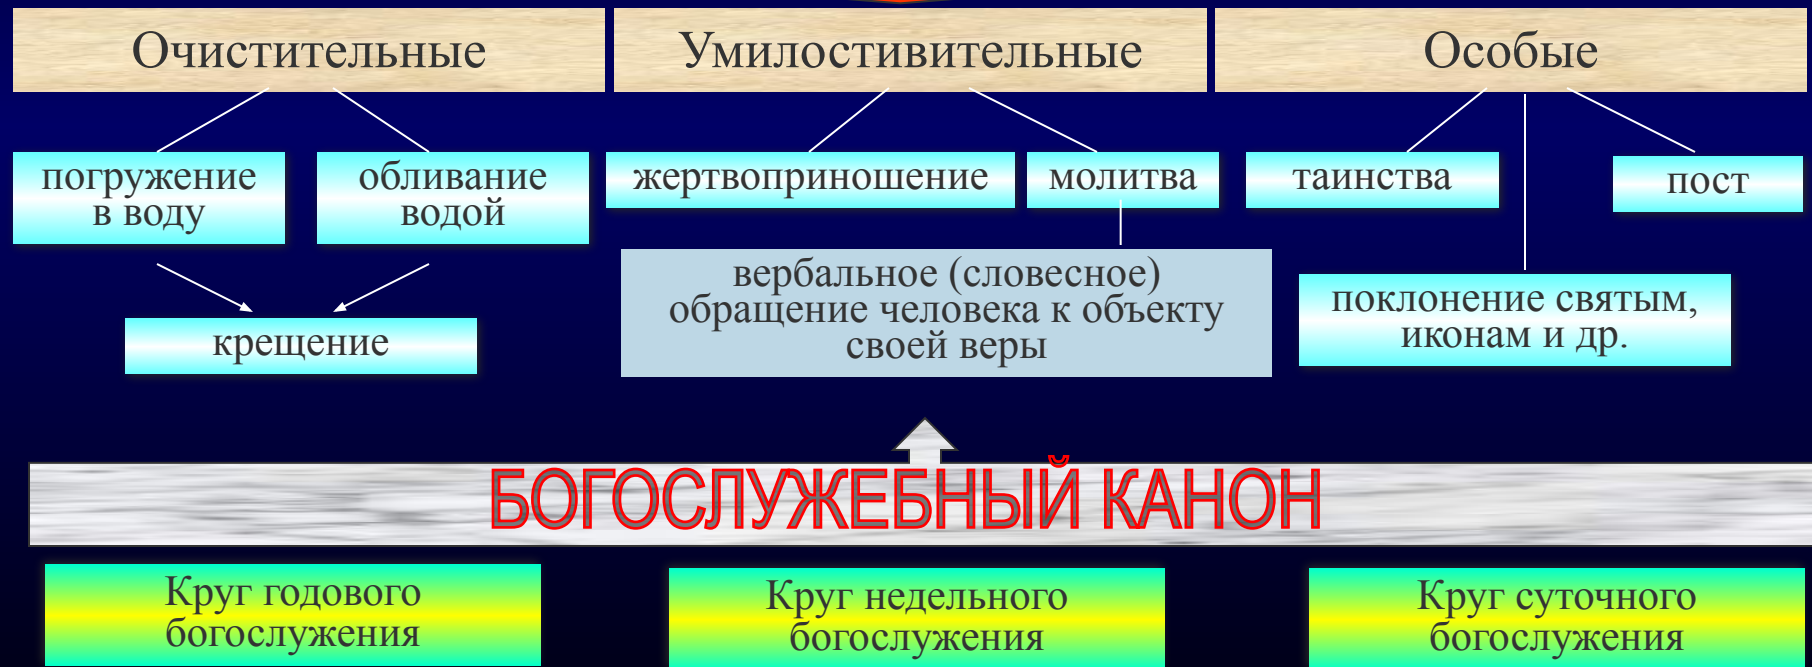 Очистительные
Умилостивительные
Особые
погружение
в воду
обливание
водой
жертвоприношение
молитва
таинства
пост
крещение
вербальное (словесное)
обращение человека к объекту
своей веры
поклонение святым,
иконам и др.
БОГОСЛУЖЕБНЫЙ КАНОН
Круг годового
богослужения
Круг недельного
богослужения
Круг суточного
богослужения